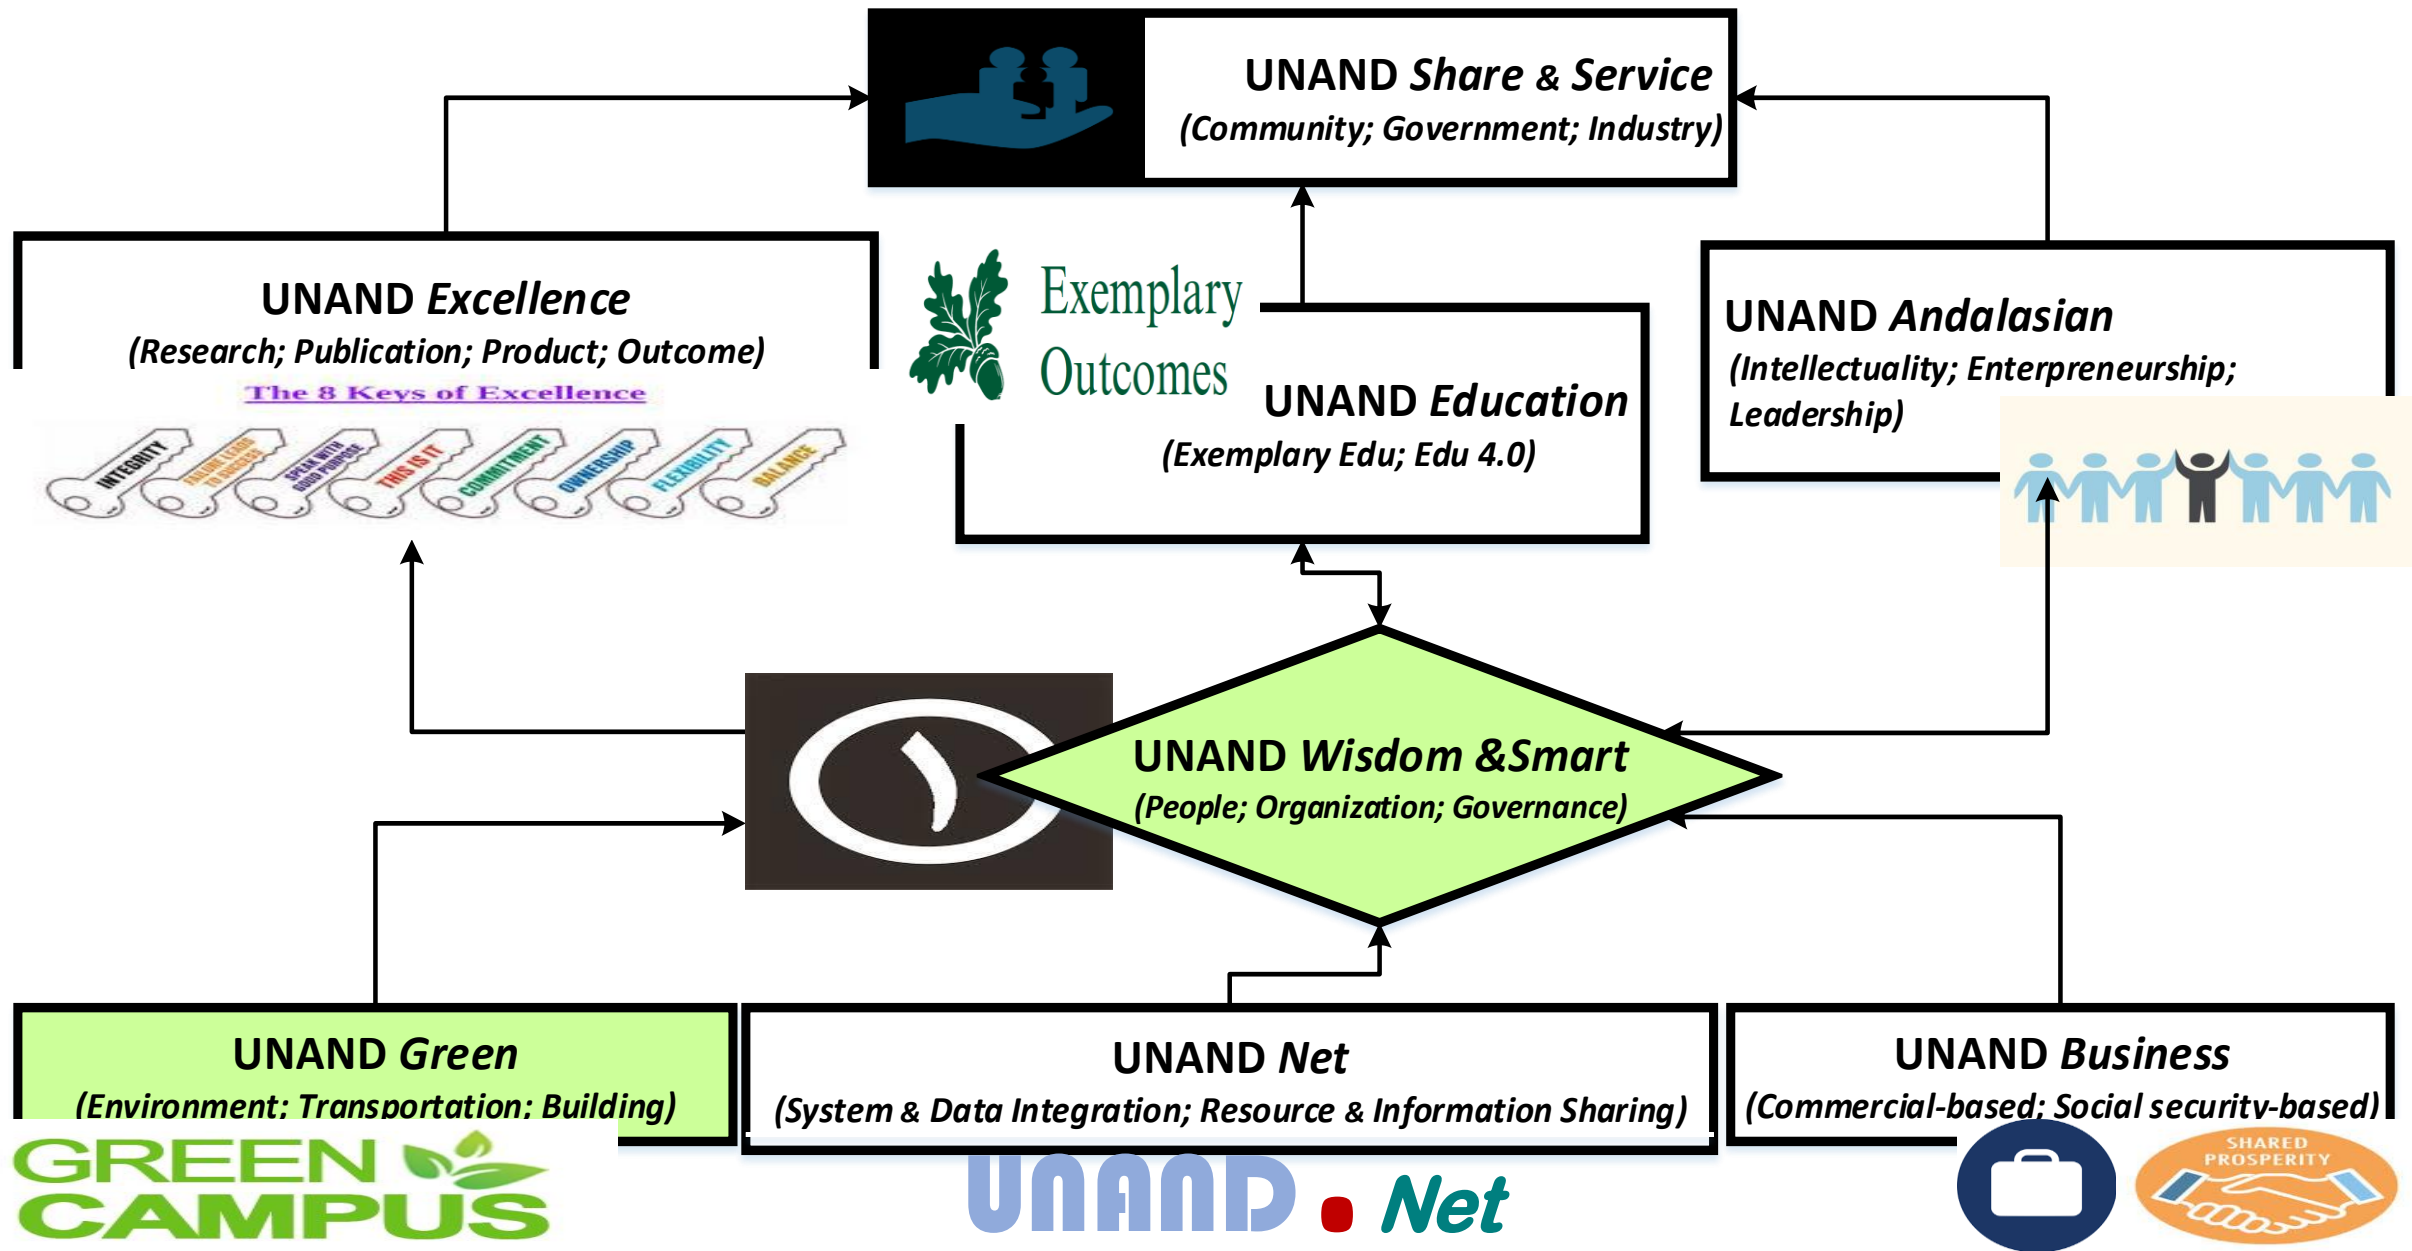 UNAND Share & Service
(Community; Government; Industry)
UNAND Excellence
(Research; Publication; Product; Outcome)
The 8 Keys of Excellence
INTEGRITY
FAILURE LEADS
TO SUCCESS
SPEAK WITH
GOOD PURPOSE
THIS IS IT
COMMITMENT
OWNERSHIP
FLEXIBILITY
BALANCE
Exemplary
Outcomes
UNAND Education
(Exemplary Edu; Edu 4.0)
UNAND Andalasian
(Intellectuality; Enterpreneurship;
Leadership)
١
UNAND Wisdom &Smart
(People; Organization; Governance)
UNAND Green
(Environment; Transportation; Building)
GREEN
CAMPUS
UNAND Net
(System & Data Integration; Resource & Information Sharing)
UNAND . Net
UNAND Business
(Commercial-based; Social security-based)
SHARED
PROSPERITY